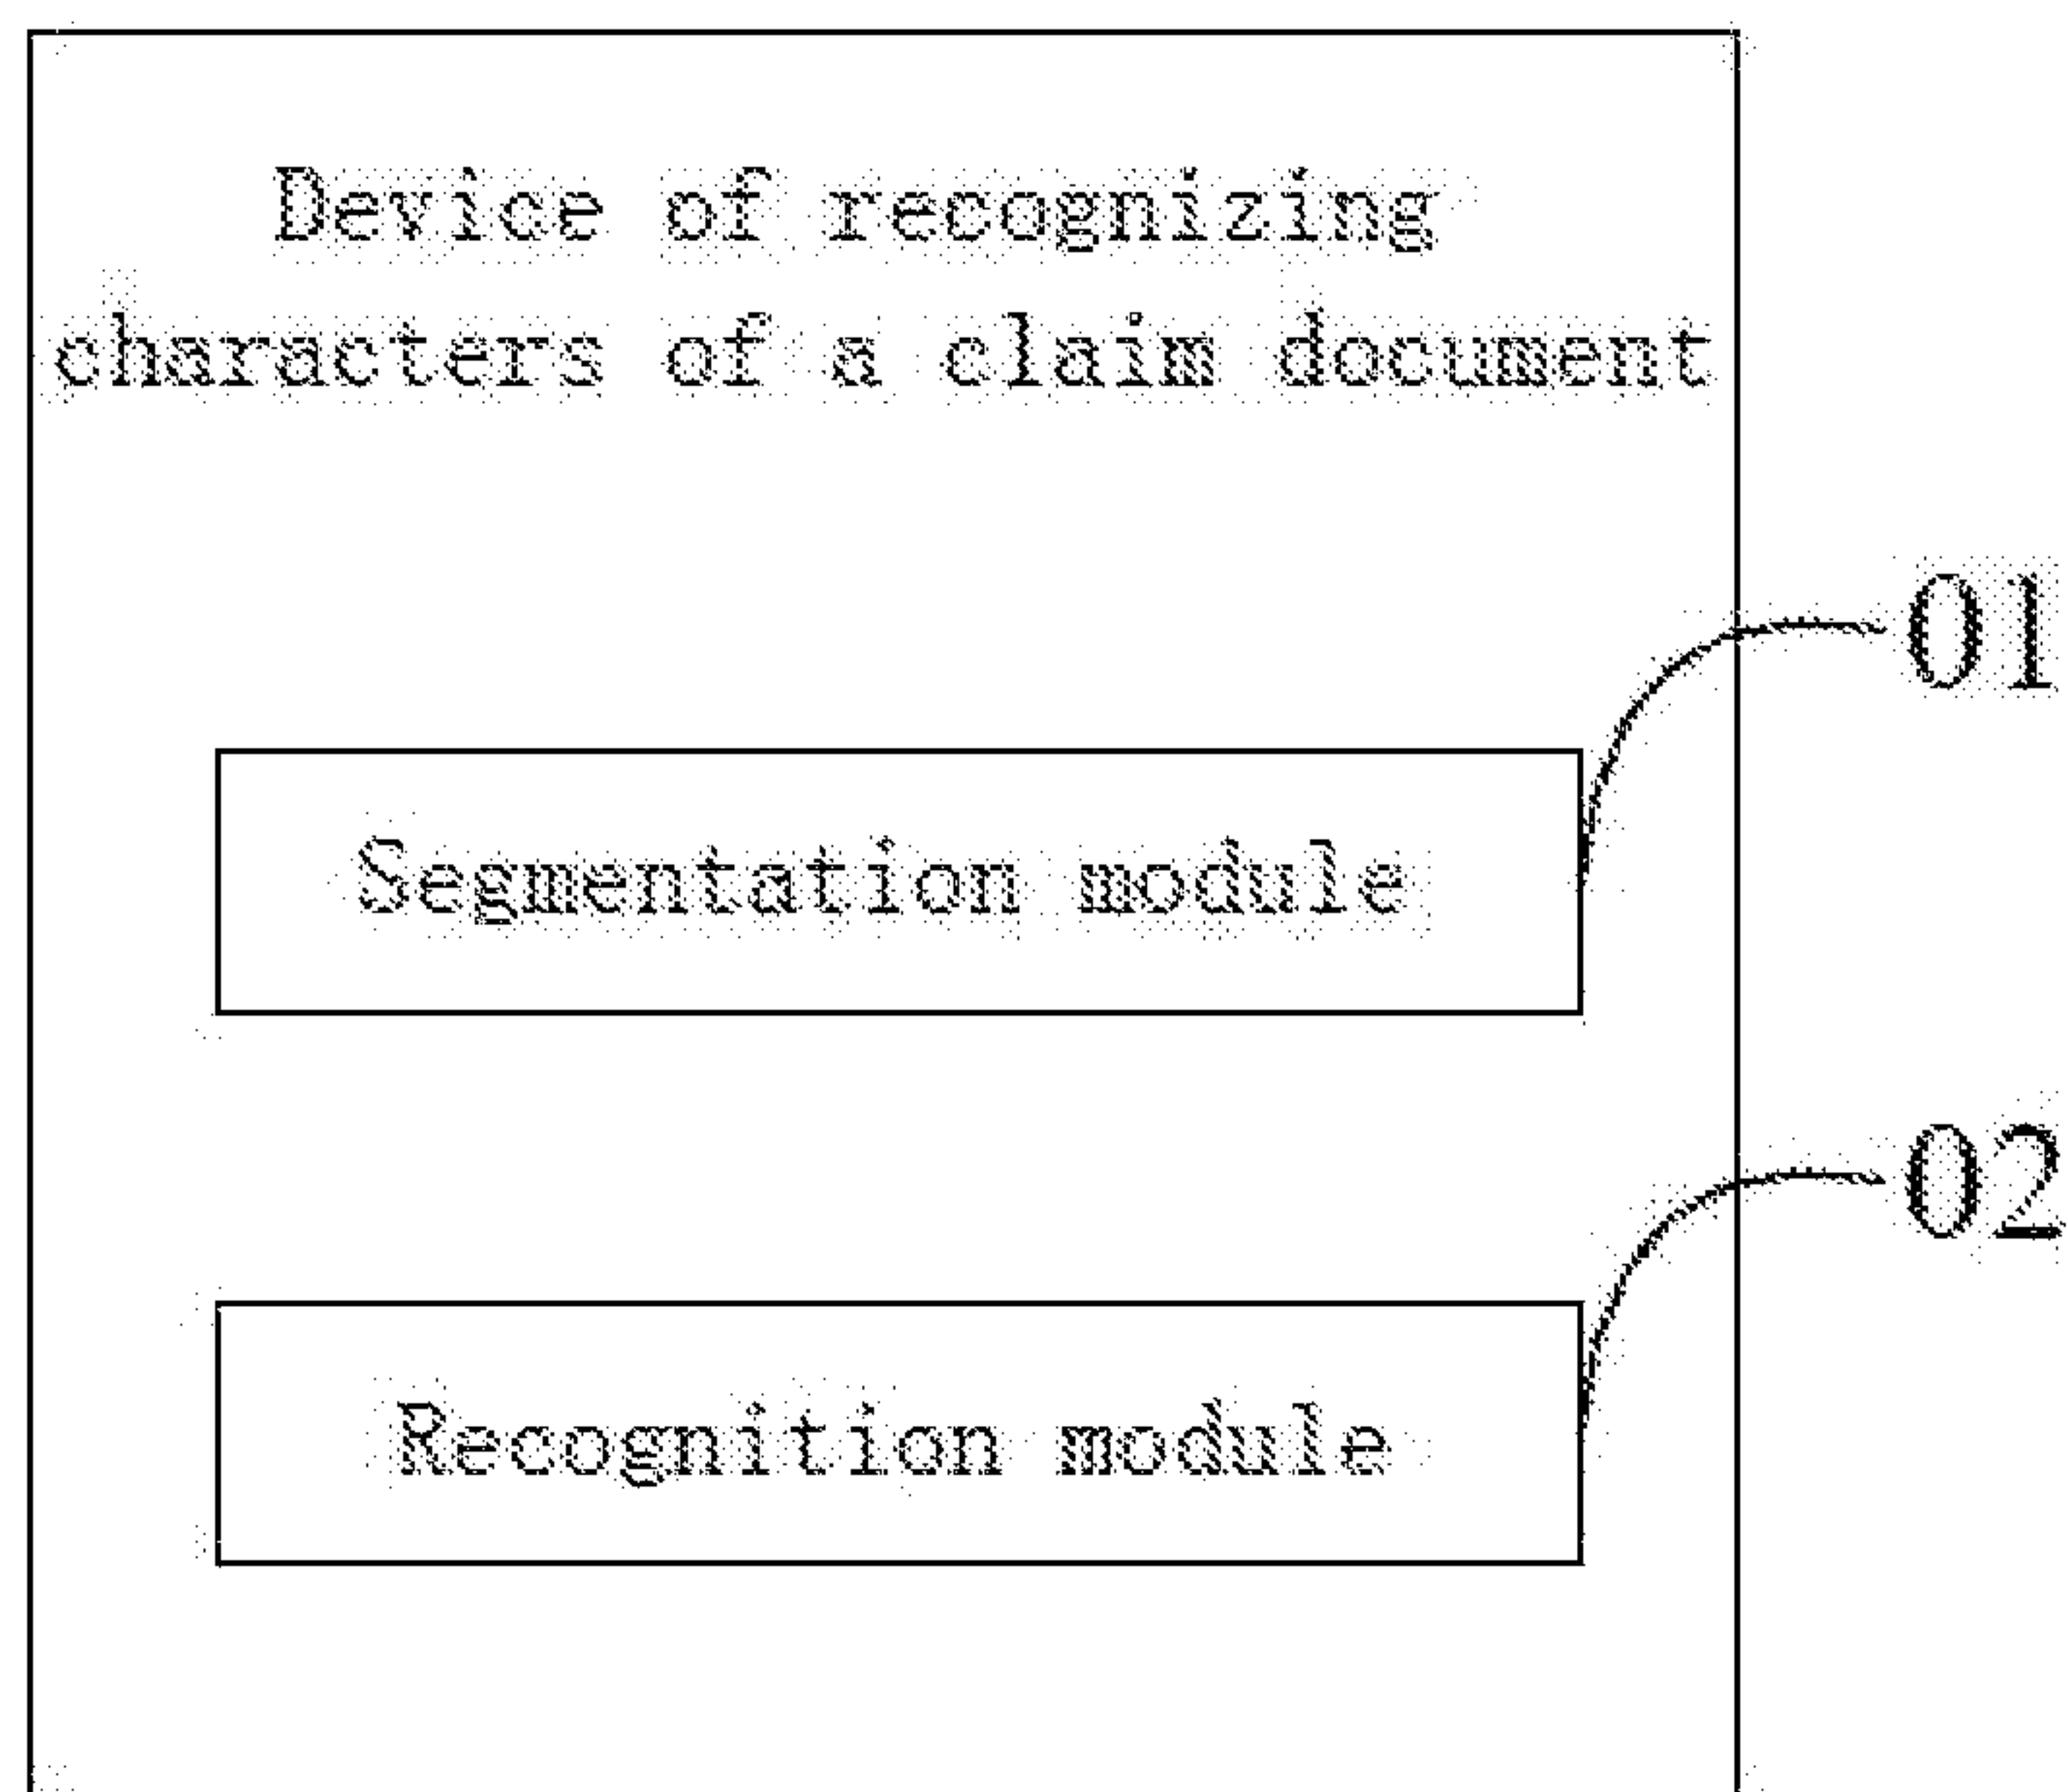 Device of recognizing
characters of a claim document
01
Segmentation module
02
Recognition module